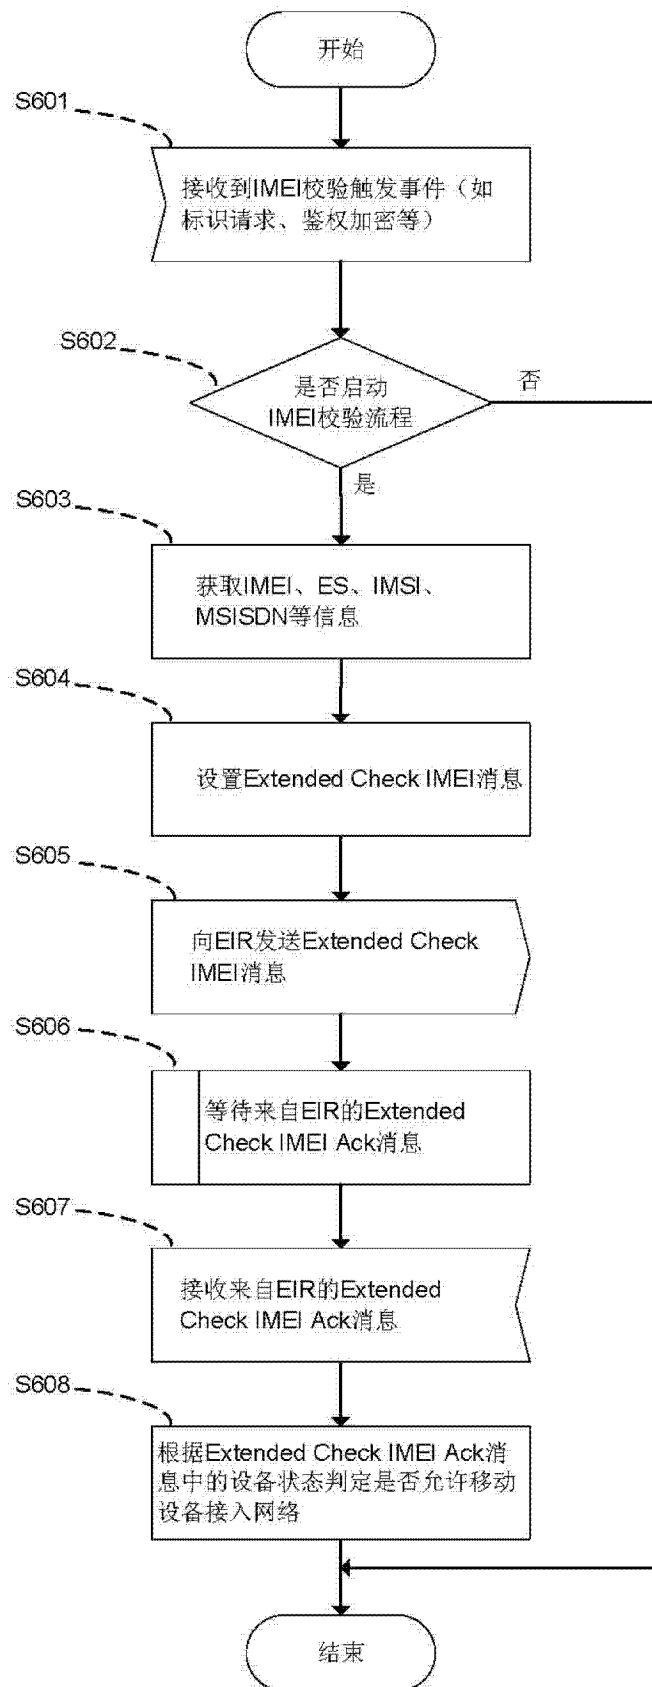 开始
S601
接收到IMEI校验触发事件（如
标识请求、鉴权加密等）
S602
是否启动
IMEI校验流程
否
是
S603
获取IMEI、ES、IMSI、
MSISDN等信息
S604
设置Extended Check IMEI消息
S605
向EIR发送Extended Check
IMEI消息
S606
等待来自EIR的Extended
Check IMEI Ack消息
S607
接收来自EIR的Extended
Check IMEI Ack消息
S608
根据Extended Check IMEI Ack消
息中的设备状态判定是否允许移动
设备接入网络
结束